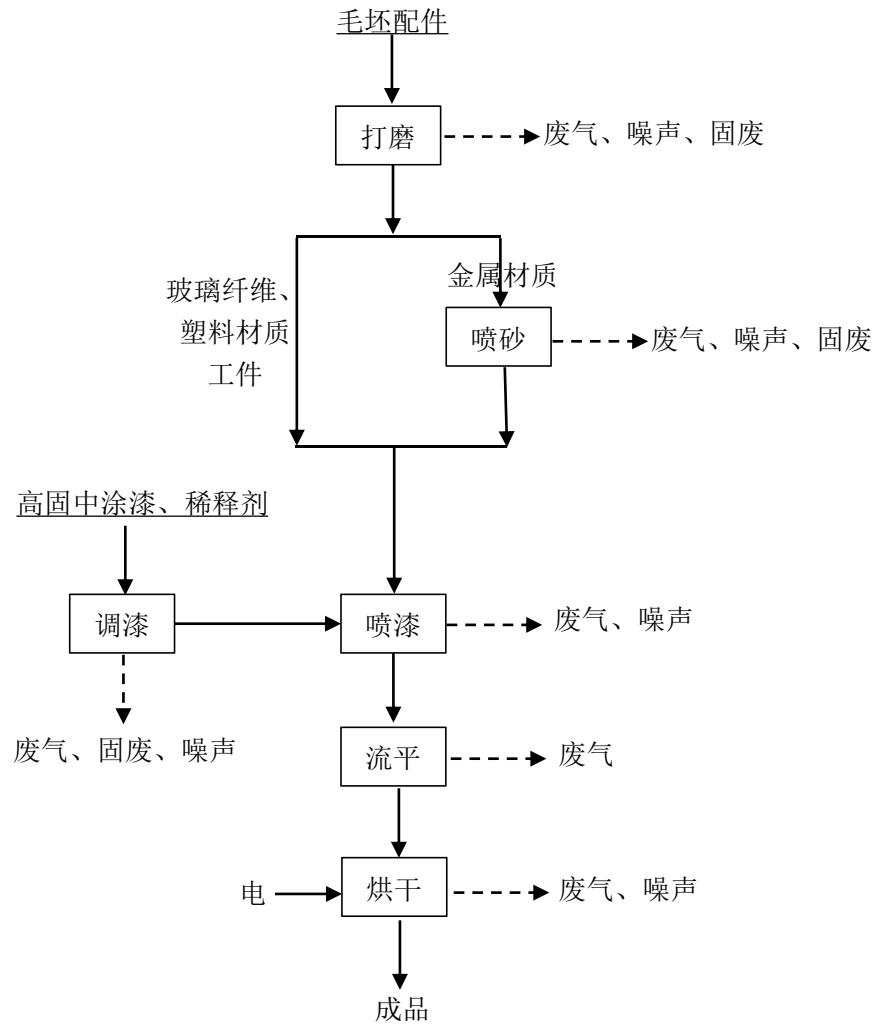 毛坯配件
打磨
废气、噪声、固废
金属材质
玻璃纤维、
塑料材质
工件
喷砂
废气、噪声、固废
高固中涂漆、稀释剂
调漆
喷漆
废气、噪声
废气、固废、噪声
流平
废气
电
烘干
废气、噪声
成品